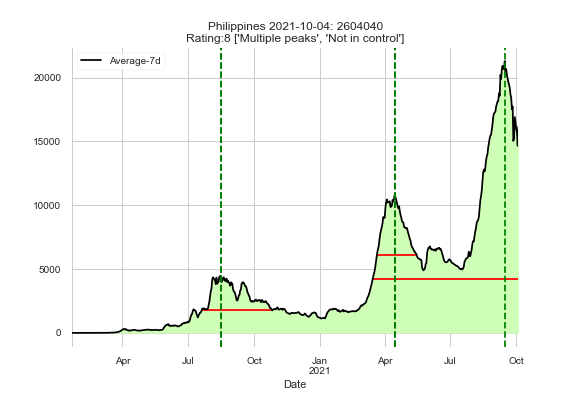 Philippines 2021-10-04: 2604040
Rating:8 ['Multiple peaks', 'Not in control']
Average-7d
20000
15000
10000
5000
0
Apr
Jul
Oct
Jan
2021
Apr
Jul
Oct
Date